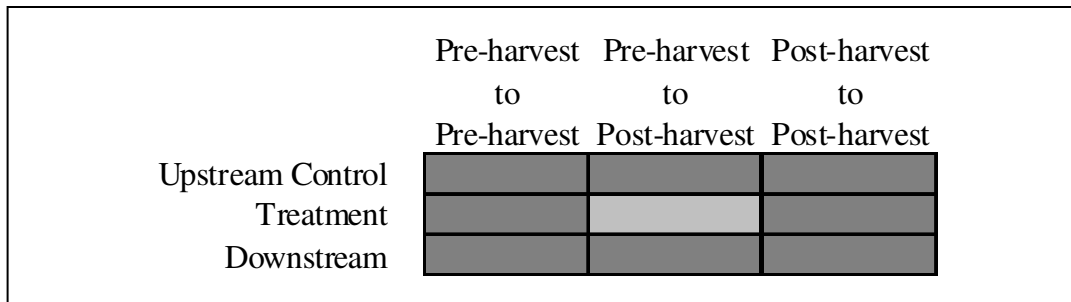 Pre-harvest Pre-harvest Post-harvest
to to to
Pre-harvest Post-harvest Post-harvest
Upstream Control
Treatment
Downstream